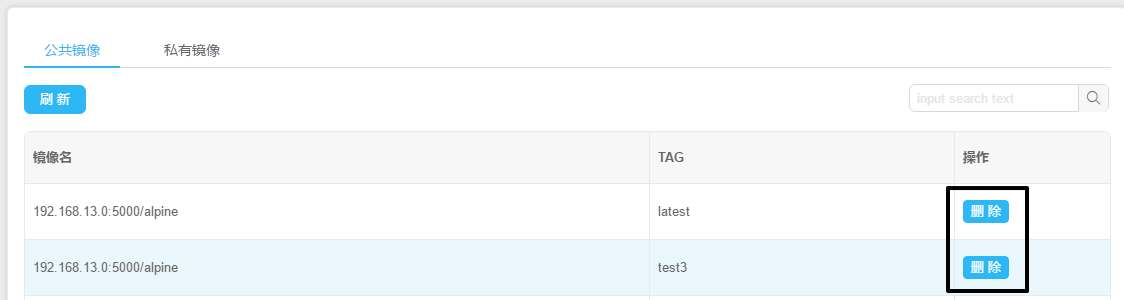 公共镜像 私有镜像
刷 新 input search text
镜像名 TAG 操作
192.168.13.0:5000/alpine latest 删 除
192.168.13.0:5000/alpine test3 删 除